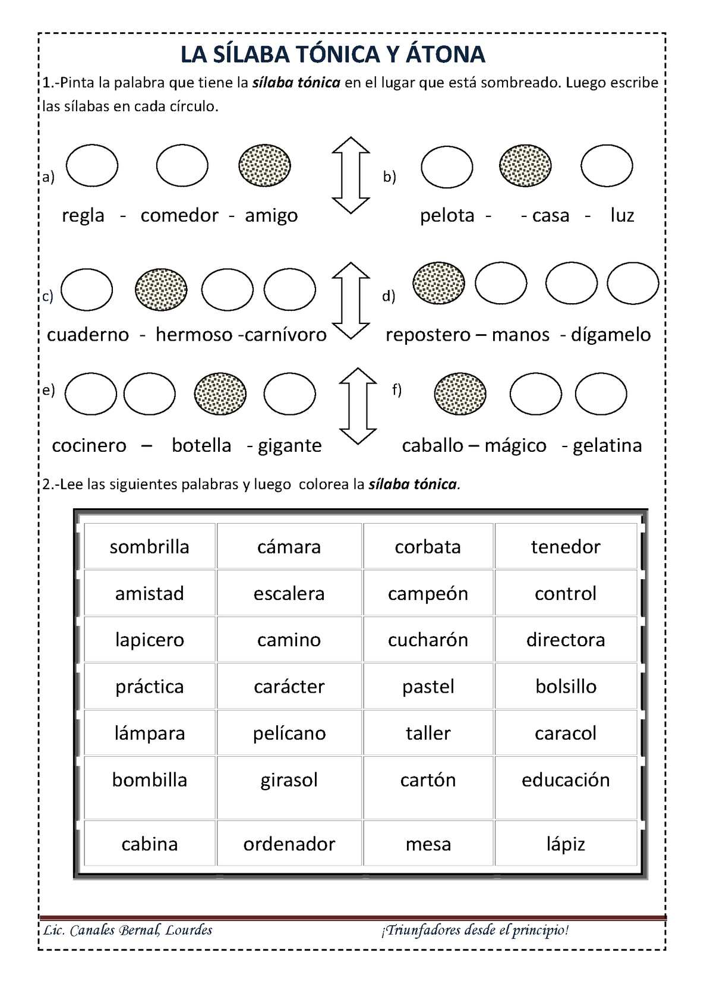 LA SÍLABA TÓNICA Y ÁTONA
1.-Pinta la palabra que tiene la sílaba tónica en el lugar que está sombreado. Luego escribe
las sílabas en cada círculo.
a)
b)
regla - comedor - amigo
pelota - - casa - luz
c)
d)
cuaderno - hermoso -carnívoro
repostero – manos - dígamelo
e)
f)
cocinero – botella - gigante
caballo – mágico - gelatina
2.-Lee las siguientes palabras y luego colorea la sílaba tónica.
sombrilla cámara corbata tenedor
amistad escalera campeón control
lapicero camino cucharón directora
práctica carácter pastel bolsillo
lámpara pelícano taller caracol
bombilla girasol cartón educación
cabina ordenador mesa lápiz
Lic. Canales Bernal, Lourdes ¡Triunfadores desde el principio!